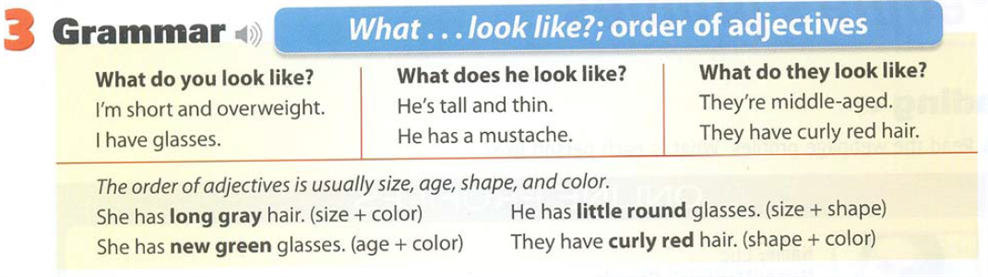 3 Grammar
What . . . look like?; order of adjectives
What do you look like?
I'm short and overweight.
I have glasses.
What does he look like?
He's tall and thin.
He has a mustache.
What do they look like?
They're middle-aged.
They have curly red hair.
The order of adjectives is usually size, age, shape, and color.
She has long gray hair. (size + color)
He has little round glasses. (size + shape)
She has new green glasses. (age + color)
They have curly red hair. (shape + color)